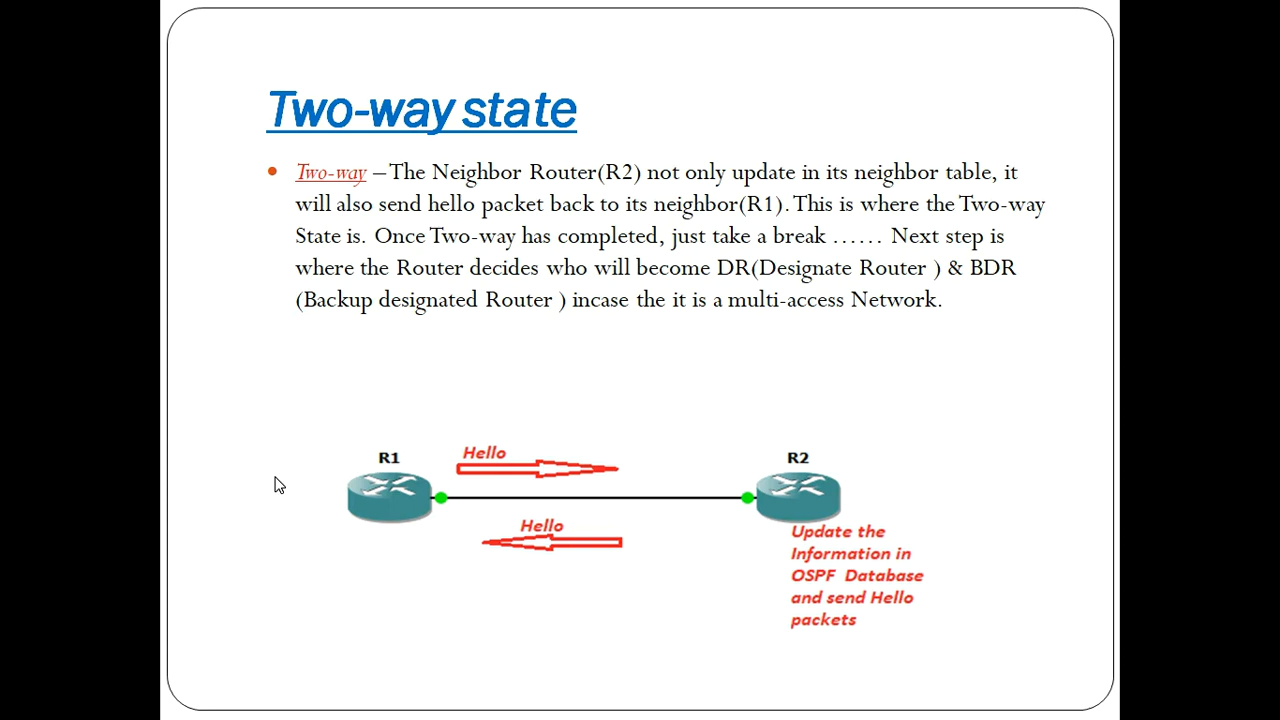 Two-way state
Two-way – The Neighbor Router(R2) not only update in its neighbor table, it
will also send hello packet back to its neighbor(R1). This is where the Two-way
State is. Once Two-way has completed, just take a break …… Next step is
where the Router decides who will become DR(Designate Router ) & BDR
(Backup designated Router ) incase the it is a multi-access Network.
R1
Hello
R2
Hello
Update the
Information in
OSPF Database
and send Hello
packets